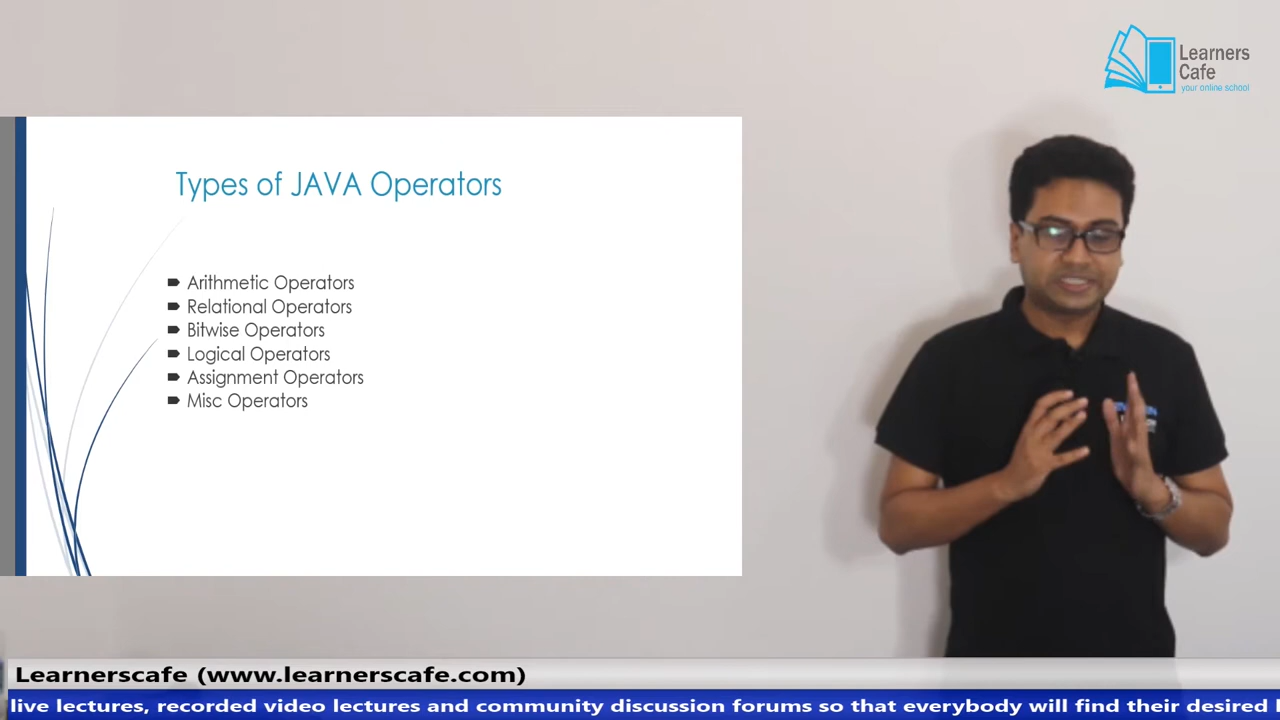 Learners
Cafe
your online school
Types of JAVA Operators
Arithmetic Operators
Relational Operators
Bitwise Operators
Logical Operators
Assignment Operators
Misc Operators
Learnerscafe (www.learnerscafe.com)
live lectures, recorded video lectures and community discussion forums so that everybody will find their desired